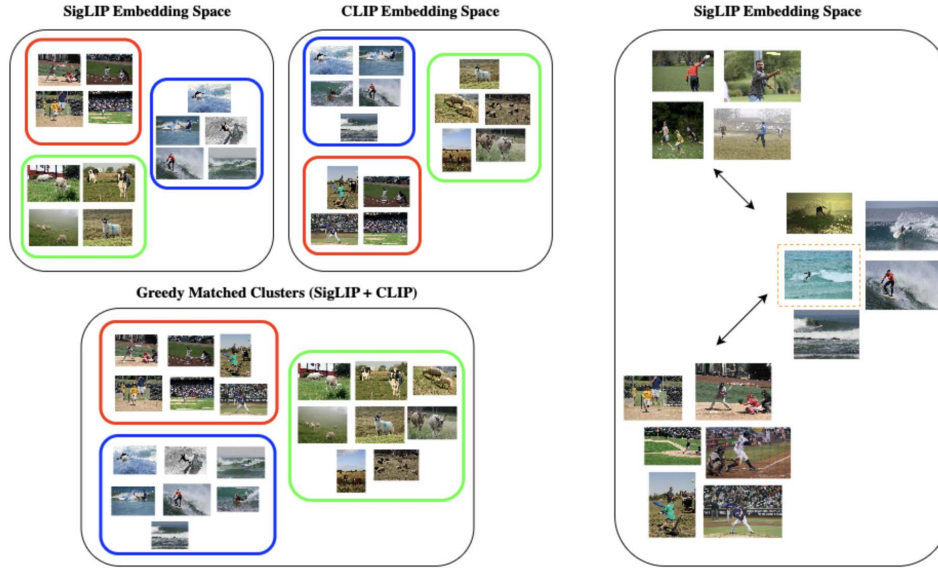 SigLIP Embedding Space
CLIP Embedding Space
SigLIP Embedding Space
Greedy Matched Clusters (SigLIP + CLIP)